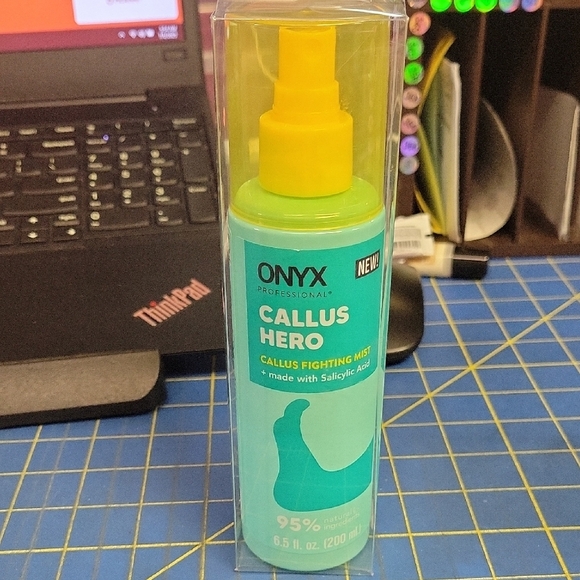 ThinkPad
ONYX
PROFESSIONAL®
NEW!
CALLUS
HERO
CALLUS FIGHTING MIST
+ made with Salicylic Acid
95%
6.5 fl. oz. (200 mL)